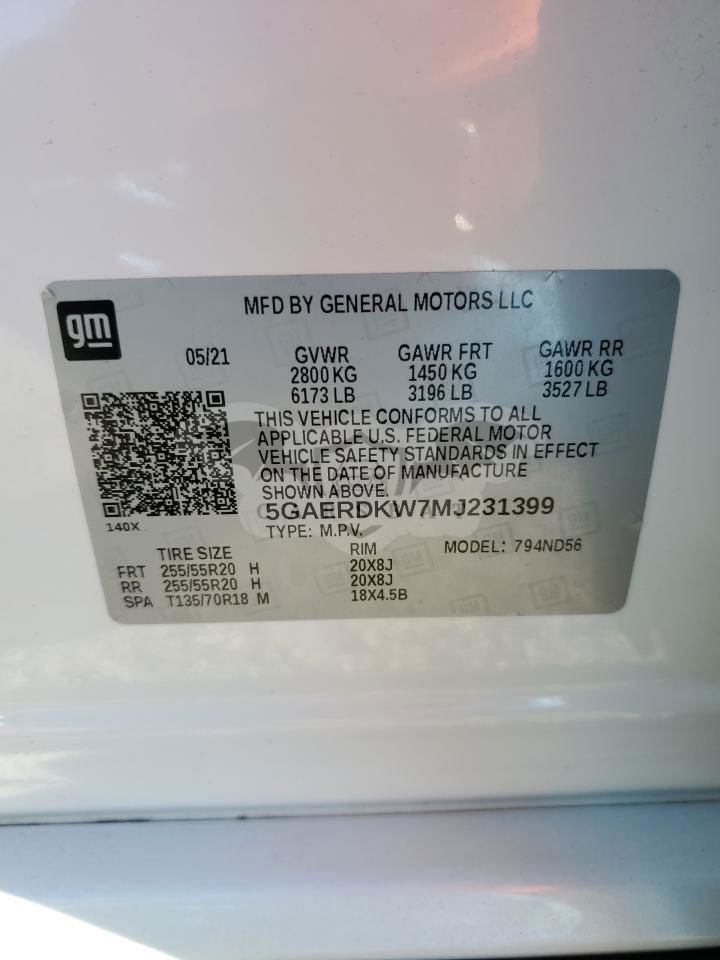 gm
MFD BY GENERAL MOTORS LLC
05/21 GVWR GAWR FRT GAWR RR
2800 KG 1450 KG 1600 KG
6173 LB 3196 LB 3527 LB
THIS VEHICLE CONFORMS TO ALL
APPLICABLE U.S. FEDERAL MOTOR
VEHICLE SAFETY STANDARDS IN EFFECT
ON THE DATE OF MANUFACTURE
SHOWN ABOVE.
5GAERDKW7MJ231399
140X
TYPE: M.P.V.
TIRE SIZE RIM MODEL: 794ND56
FRT 255/55R20 H 20X8J
RR 255/55R20 H 20X8J
SPA T135/70R18 M 18X4.5B